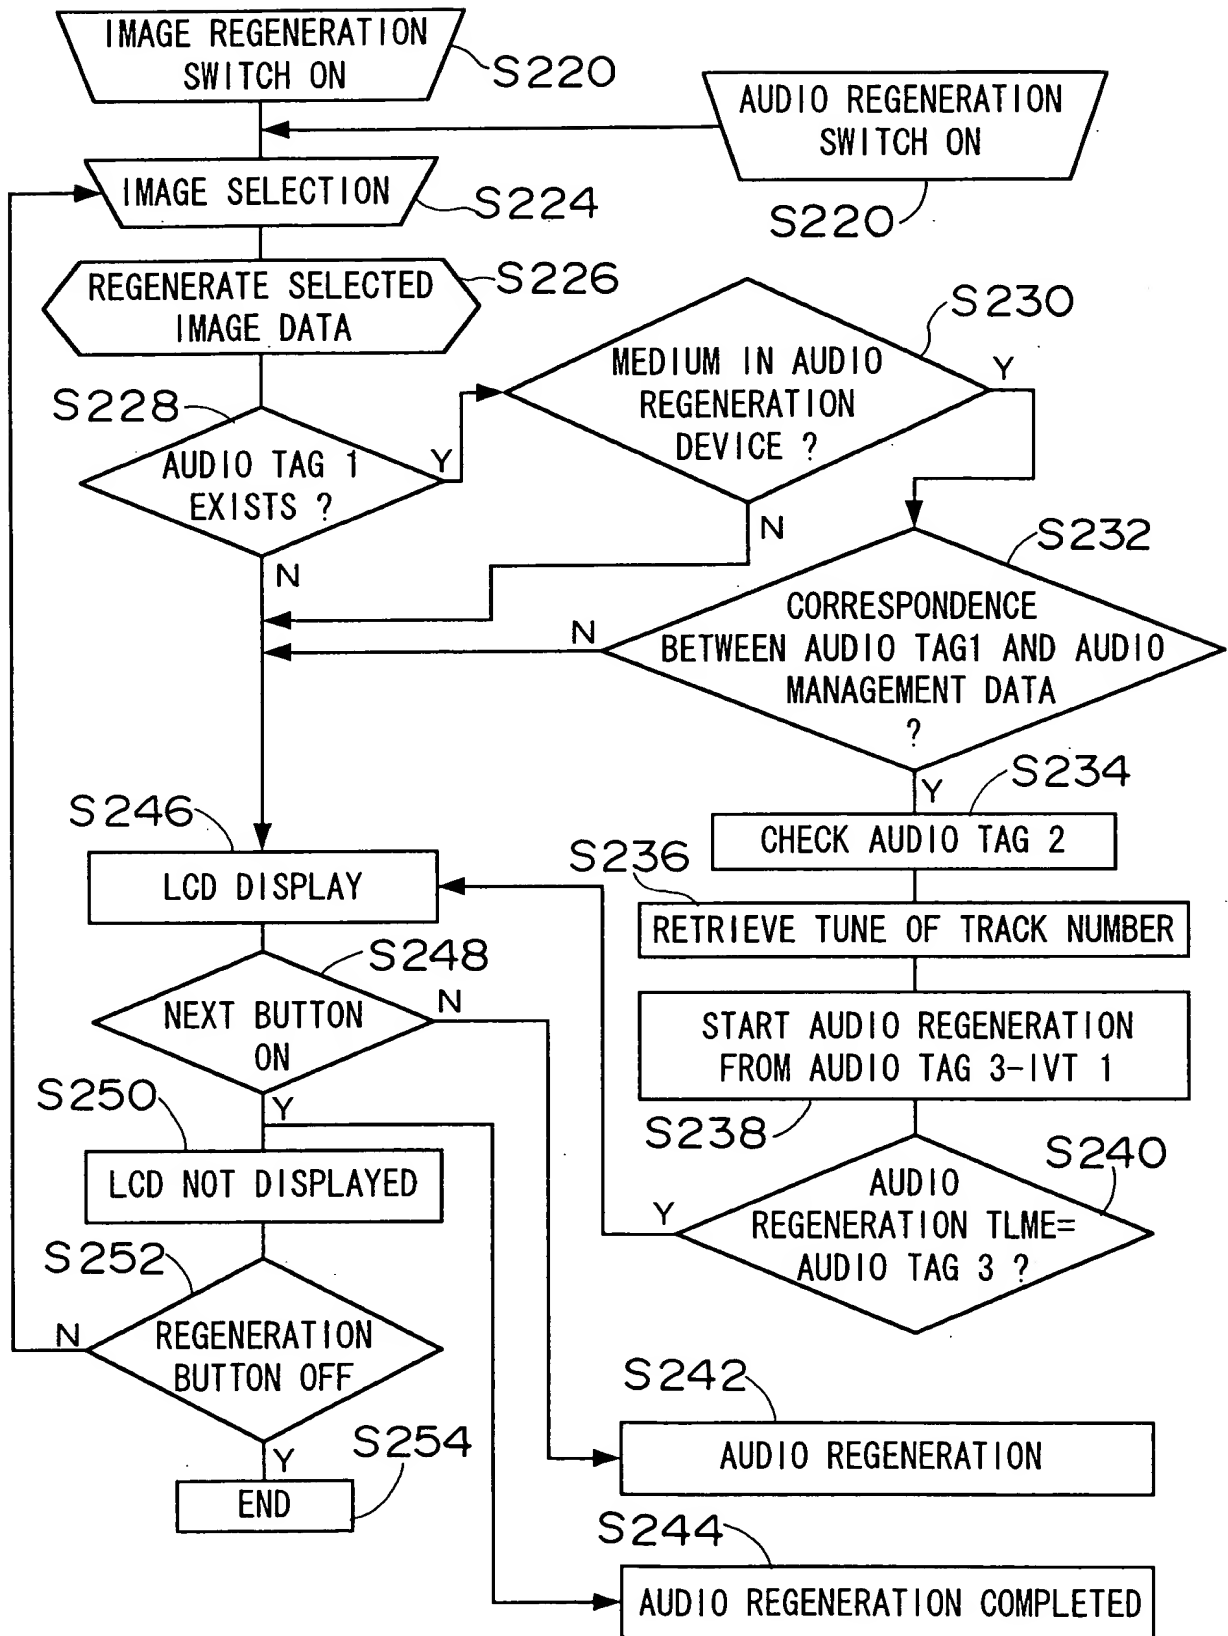 IMAGE REGENERATION
SWITCH ON
S220
AUDIO REGENERATION
SWITCH ON
S220
IMAGE SELECTION
S224
REGENERATE SELECTED
IMAGE DATA
S226
S228
AUDIO TAG 1
EXISTS ?
Y
N
S230
MEDIUM IN AUDIO
REGENERATION
DEVICE ?
Y
N
S232
CORRESPONDENCE
BETWEEN AUDIO TAG1 AND AUDIO
MANAGEMENT DATA
?
N
Y
S234
CHECK AUDIO TAG 2
S236
RETRIEVE TUNE OF TRACK NUMBER
START AUDIO REGENERATION
FROM AUDIO TAG 3-IVT 1
S238
S240
AUDIO
REGENERATION TLME=
AUDIO TAG 3 ?
Y
S246
LCD DISPLAY
S248
NEXT BUTTON
ON
N
Y
S250
LCD NOT DISPLAYED
S252
REGENERATION
BUTTON OFF
N
Y
S254
END
S242
AUDIO REGENERATION
S244
AUDIO REGENERATION COMPLETED